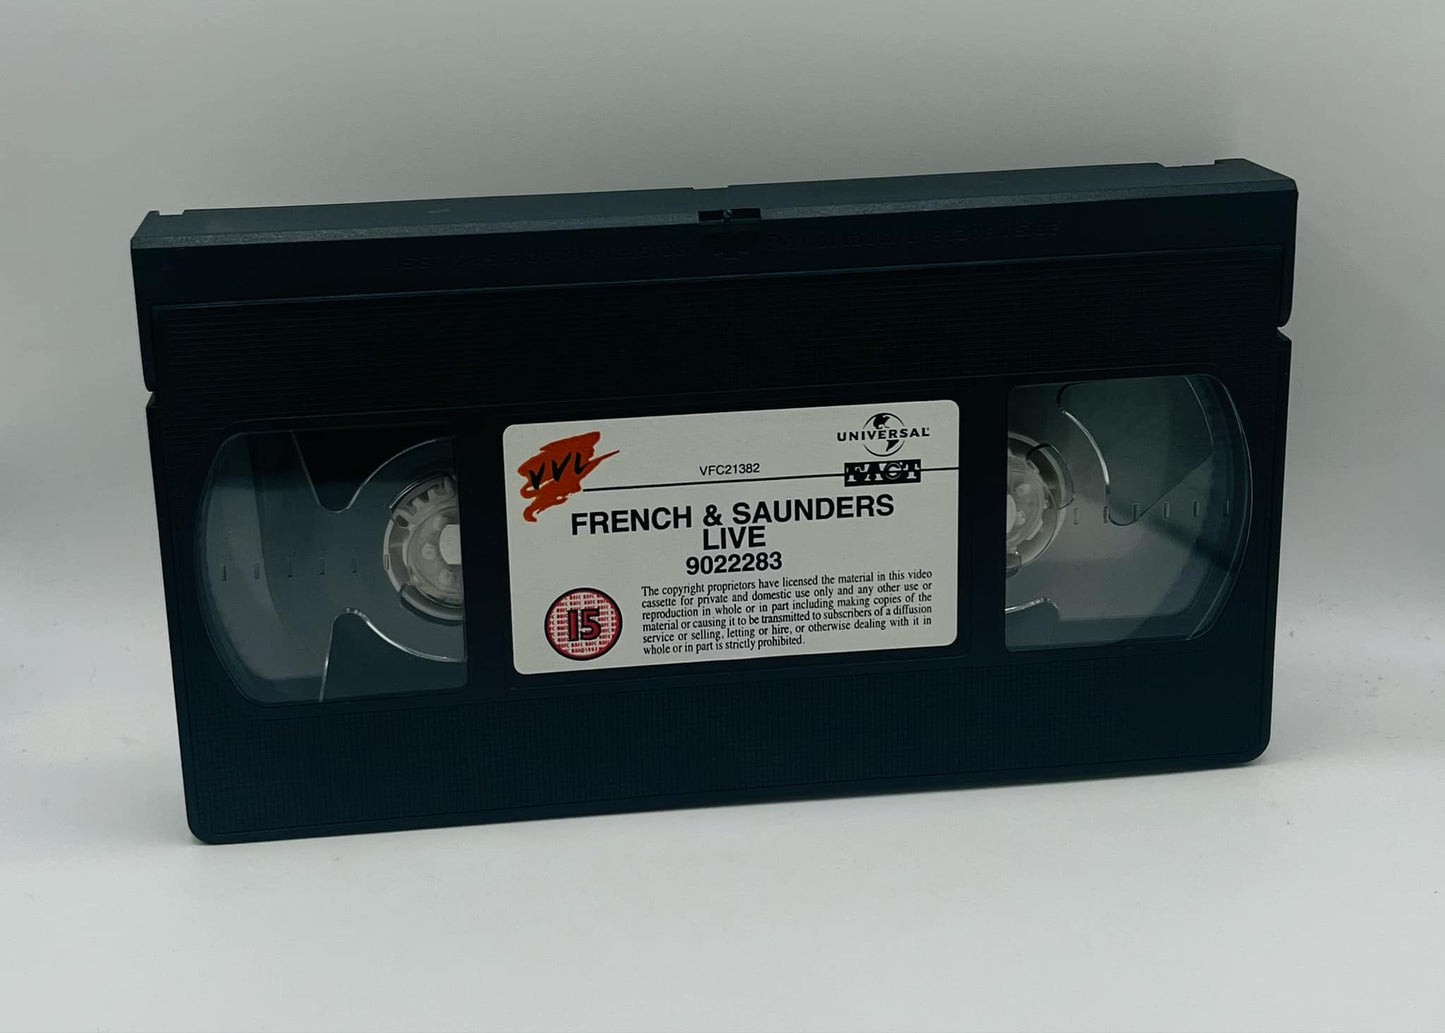 VVL
UNIVERSAL
VFC21382
FACT
FRENCH & SAUNDERS
LIVE
9022283
15
The copyright proprietors have licensed the material in this video
cassette for private and domestic use only and any other use or
reproduction in whole or in part including making copies of the
material or causing it to be transmitted to subscribers of a diffusion
service or selling, letting or hire, or otherwise dealing with it in
whole or in part is strictly prohibited.